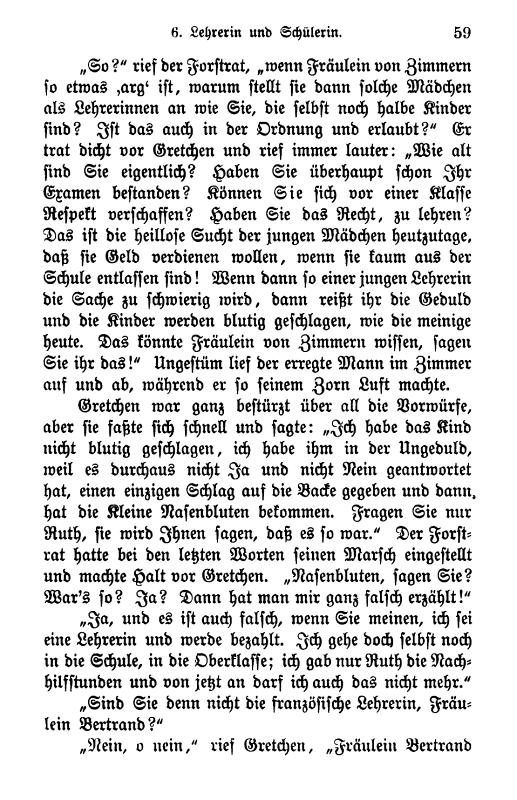 6. Lehrerin und Schülerin. 59
„So?“ rief der Forstrat, „wenn Fräulein von Zimmern
so etwas ‚arg‘ ist, warum stellt sie dann solche Mädchen
als Lehrerinnen an wie Sie, die selbst noch halbe Kinder
sind? Ist das auch in der Ordnung und erlaubt?“ Er
trat dicht vor Gretchen und rief immer lauter: „Wie alt
sind Sie eigentlich? Haben Sie überhaupt schon Ihr
Examen bestanden? Können Sie sich vor einer Klasse
Respekt verschaffen? Haben Sie das Recht, zu lehren?
Das ist die heillose Sucht der jungen Mädchen heutzutage,
daß sie Geld verdienen wollen, wenn sie kaum aus der
Schule entlassen sind! Wenn dann so einer jungen Lehrerin
die Sache zu schwierig wird, dann reißt ihr die Geduld
und die Kinder werden blutig geschlagen, wie die meinige
heute. Das könnte Fräulein von Zimmern wissen, sagen
Sie ihr das!“ Ungestüm lief der erregte Mann im Zimmer
auf und ab, während er so seinem Zorn Luft machte.
Gretchen war ganz bestürzt über all die Vorwürfe,
aber sie faßte sich schnell und sagte: „Ich habe das Kind
nicht blutig geschlagen, ich habe ihm in der Ungeduld,
weil es durchaus nicht Ja und nicht Nein geantwortet
hat, einen einzigen Schlag auf die Backe gegeben und dann
hat die Kleine Nasenbluten bekommen. Fragen Sie nur
Ruth, sie wird Ihnen sagen, daß es so war.“ Der Forst-
rat hatte bei den letzten Worten seinen Marsch eingestellt
und machte Halt vor Gretchen. „Nasenbluten, sagen Sie?
War's so? Ja? Dann hat man mir ganz falsch erzählt!“
„Ja, und es ist auch falsch, wenn Sie meinen, ich sei
eine Lehrerin und werde bezahlt. Ich gehe doch selbst noch
in die Schule, in die Oberklasse; ich gab nur Ruth die Nach-
hilfstunden und von jetzt an darf ich auch das nicht mehr.“
„Sind Sie denn nicht die französische Lehrerin, Fräu-
lein Bertrand?“
„Nein, o nein,“ rief Gretchen, „Fräulein Bertrand